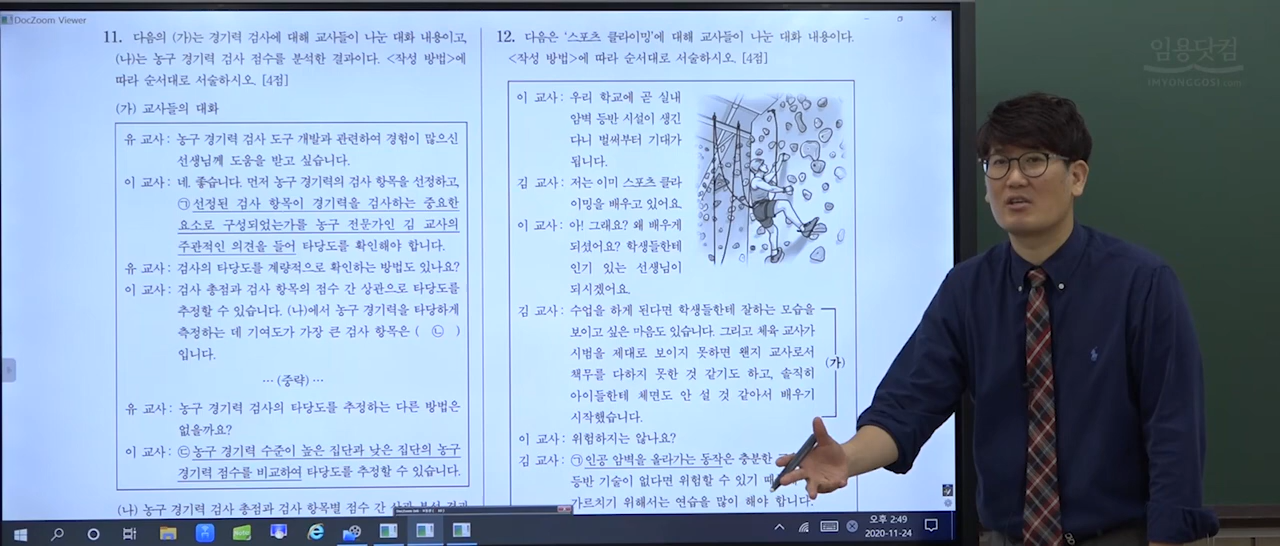 DocZoom Viewer
11. 다음의 (가)는 경기력 검사에 대해 교사들이 나눈 대화 내용이고,
(나)는 농구 경기력 검사 점수를 분석한 결과이다. <작성 방법>에
따라 순서대로 서술하시오. [4점]
(가) 교사들의 대화
유 교사 : 농구 경기력 검사 도구 개발과 관련하여 경험이 많으신
선생님께 도움을 받고 싶습니다.
이 교사 : 네. 좋습니다. 먼저 농구 경기력의 검사 항목을 선정하고,
㉠선정된 검사 항목이 경기력을 검사하는 중요한
요소로 구성되었는가를 농구 전문가인 김 교사의
주관적인 의견을 들어 타당도를 확인해야 합니다.
유 교사 : 검사의 타당도를 계량적으로 확인하는 방법도 있나요?
이 교사 : 검사 총점과 검사 항목의 점수 간 상관으로 타당도를
추정할 수 있습니다. (나)에서 농구 경기력을 타당하게
측정하는 데 기여도가 가장 큰 검사 항목은 ( ㉡ )
입니다.
… (중략) …
유 교사 : 농구 경기력 검사의 타당도를 추정하는 다른 방법은
없을까요?
이 교사 : ㉢농구 경기력 수준이 높은 집단과 낮은 집단의 농구
경기력 점수를 비교하여 타당도를 추정할 수 있습니다.
(나) 농구 경기력 검사 총점과 검사 항목별 점수 간 상관 분석 결과
12. 다음은 ‘스포츠 클라이밍’에 대해 교사들이 나눈 대화 내용이다.
<작성 방법>에 따라 순서대로 서술하시오. [4점]
이 교사 : 우리 학교에 곧 실내
암벽 등반 시설이 생긴
다니 벌써부터 기대가
됩니다.
김 교사 : 저는 이미 스포츠 클라
이밍을 배우고 있어요.
이 교사 : 아! 그래요? 왜 배우게
되셨어요? 학생들한테
인기 있는 선생님이
되시겠어요.
김 교사 : 수업을 하게 된다면 학생들한테 잘하는 모습을
보이고 싶은 마음도 있습니다. 그리고 체육 교사가
시범을 제대로 보이지 못하면 왠지 교사로서
책무를 다하지 못한 것 같기도 하고, 솔직히
아이들한테 체면도 안 설 것 같아서 배우기
시작했습니다.
(가)
이 교사 : 위험하지는 않나요?
김 교사 : ㉠인공 암벽을 올라가는 동작은 충분한
등반 기술이 없다면 위험할 수 있기 때
가르치기 위해서는 연습을 많이 해야 합니다.
오후 2:49
2020-11-24
임용닷컴
IMYONGGOSI.com